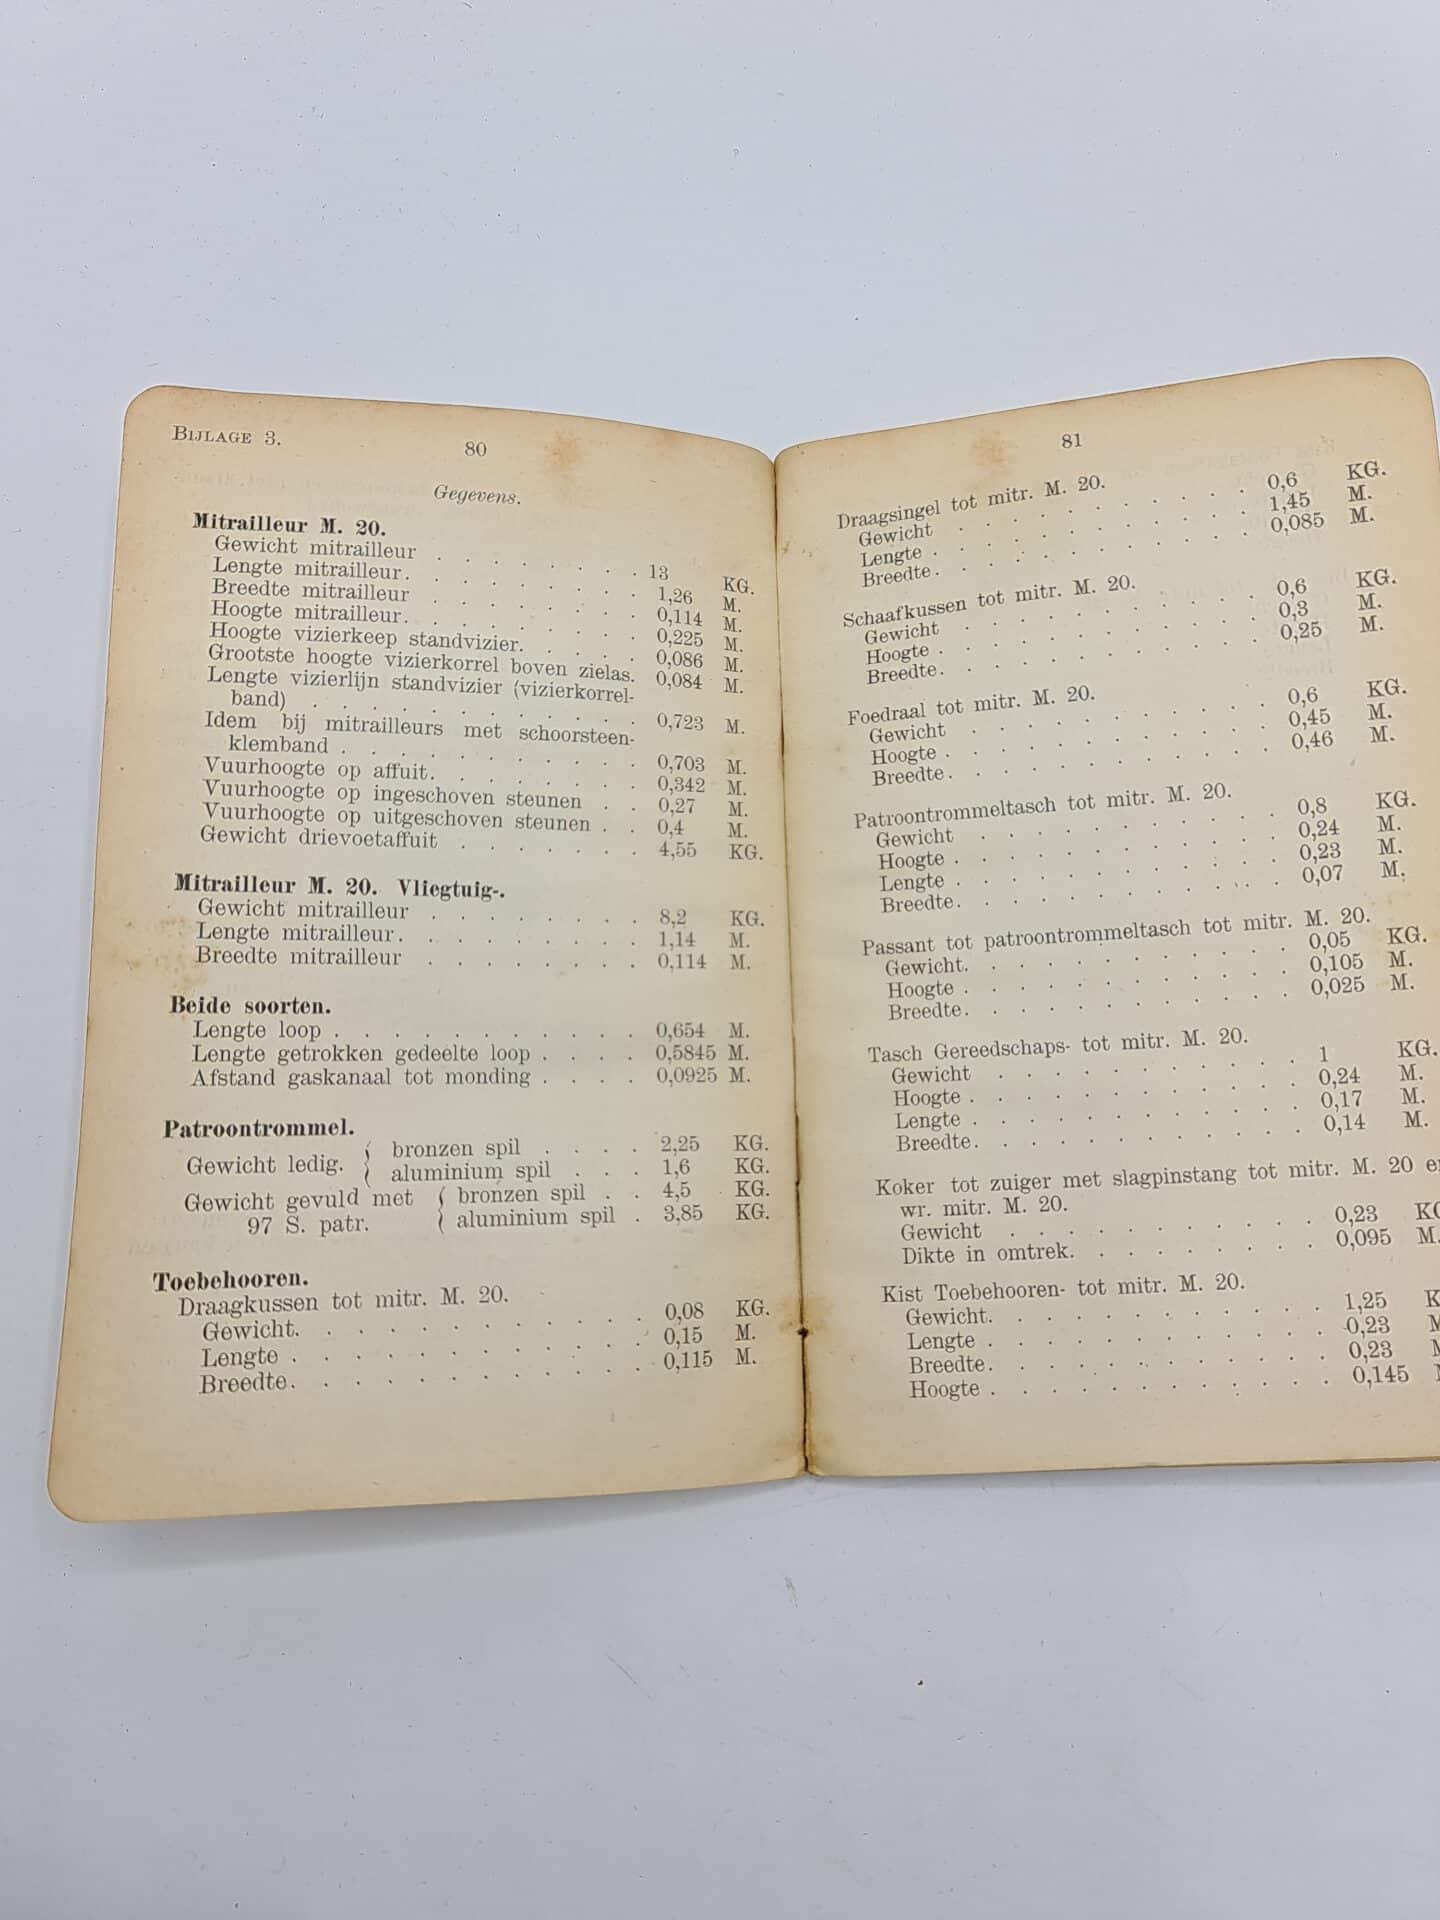 BIJLAGE 3.
80
Gegevens.
Mitrailleur M. 20.
Gewicht mitrailleur . . . . . . . 13 KG.
Lengte mitrailleur. . . . . . . . 1,26 M.
Breedte mitrailleur . . . . . . . 0,114 M.
Hoogte mitrailleur. . . . . . . . 0,225 M.
Hoogte vizierkeep standvizier. . . . . 0,086 M.
Grootste hoogte vizierkorrel boven zielas. 0,084 M.
Lengte vizierlijn standvizier (vizierkorrel-
band) . . . . . . . . . . . 0,723 M.
Idem bij mitrailleurs met schoorsteen-
klemband . . . . . . . . . . 0,703 M.
Vuurhoogte op affuit. . . . . . . . 0,342 M.
Vuurhoogte op ingeschoven steunen . . 0,27 M.
Vuurhoogte op uitgeschoven steunen . . 0,4 M.
Gewicht drievoetaffuit . . . . . . . 4,55 KG.
Mitrailleur M. 20. Vliegtuig-.
Gewicht mitrailleur . . . . . . . . 8,2 KG.
Lengte mitrailleur. . . . . . . . . 1,14 M.
Breedte mitrailleur . . . . . . . . 0,114 M.
Beide soorten.
Lengte loop . . . . . . . . . . . 0,654 M.
Lengte getrokken gedeelte loop . . . . 0,5845 M.
Afstand gaskanaal tot monding . . . . 0,0925 M.
Patroontrommel.
Gewicht ledig. { bronzen spil . . . . 2,25 KG.
{ aluminium spil . . . 1,6 KG.
Gewicht gevuld met { bronzen spil . . 4,5 KG.
97 S. patr. { aluminium spil . 3,85 KG.
Toebehooren.
Draagkussen tot mitr. M. 20.
Gewicht. . . . . . . . . . . . 0,08 KG.
Lengte . . . . . . . . . . . . 0,15 M.
Breedte. . . . . . . . . . . . 0,115 M.
81
Draagsingel tot mitr. M. 20.
Gewicht . . . . . . . . . . . 0,6 KG.
Lengte . . . . . . . . . . . . 1,45 M.
Breedte. . . . . . . . . . . . 0,085 M.
Schaafkussen tot mitr. M. 20.
Gewicht . . . . . . . . . . . 0,6 KG.
Hoogte . . . . . . . . . . . . 0,3 M.
Breedte. . . . . . . . . . . . 0,25 M.
Foedraal tot mitr. M. 20.
Gewicht . . . . . . . . . . . 0,6 KG.
Hoogte . . . . . . . . . . . . 0,45 M.
Breedte. . . . . . . . . . . . 0,46 M.
Patroontrommeltasch tot mitr. M. 20.
Gewicht . . . . . . . . . . . 0,8 KG.
Hoogte . . . . . . . . . . . . 0,24 M.
Lengte . . . . . . . . . . . . 0,23 M.
Breedte. . . . . . . . . . . . 0,07 M.
Passant tot patroontrommeltasch tot mitr. M. 20.
Gewicht. . . . . . . . . . . . 0,05 KG.
Hoogte . . . . . . . . . . . . 0,105 M.
Breedte. . . . . . . . . . . . 0,025 M.
Tasch Gereedschaps- tot mitr. M. 20.
Gewicht . . . . . . . . . . . 1 KG.
Hoogte . . . . . . . . . . . . 0,24 M.
Lengte . . . . . . . . . . . . 0,17 M.
Breedte. . . . . . . . . . . . 0,14 M.
Koker tot zuiger met slagpinstang tot mitr. M. 20 en
wr. mitr. M. 20.
Gewicht . . . . . . . . . . . 0,23 KG
Dikte in omtrek. . . . . . . . . 0,095 M.
Kist Toebehooren- tot mitr. M. 20.
Gewicht. . . . . . . . . . . . 1,25 K
Lengte . . . . . . . . . . . . 0,23 M
Breedte. . . . . . . . . . . . 0,23 M
Hoogte . . . . . . . . . . . . 0,145